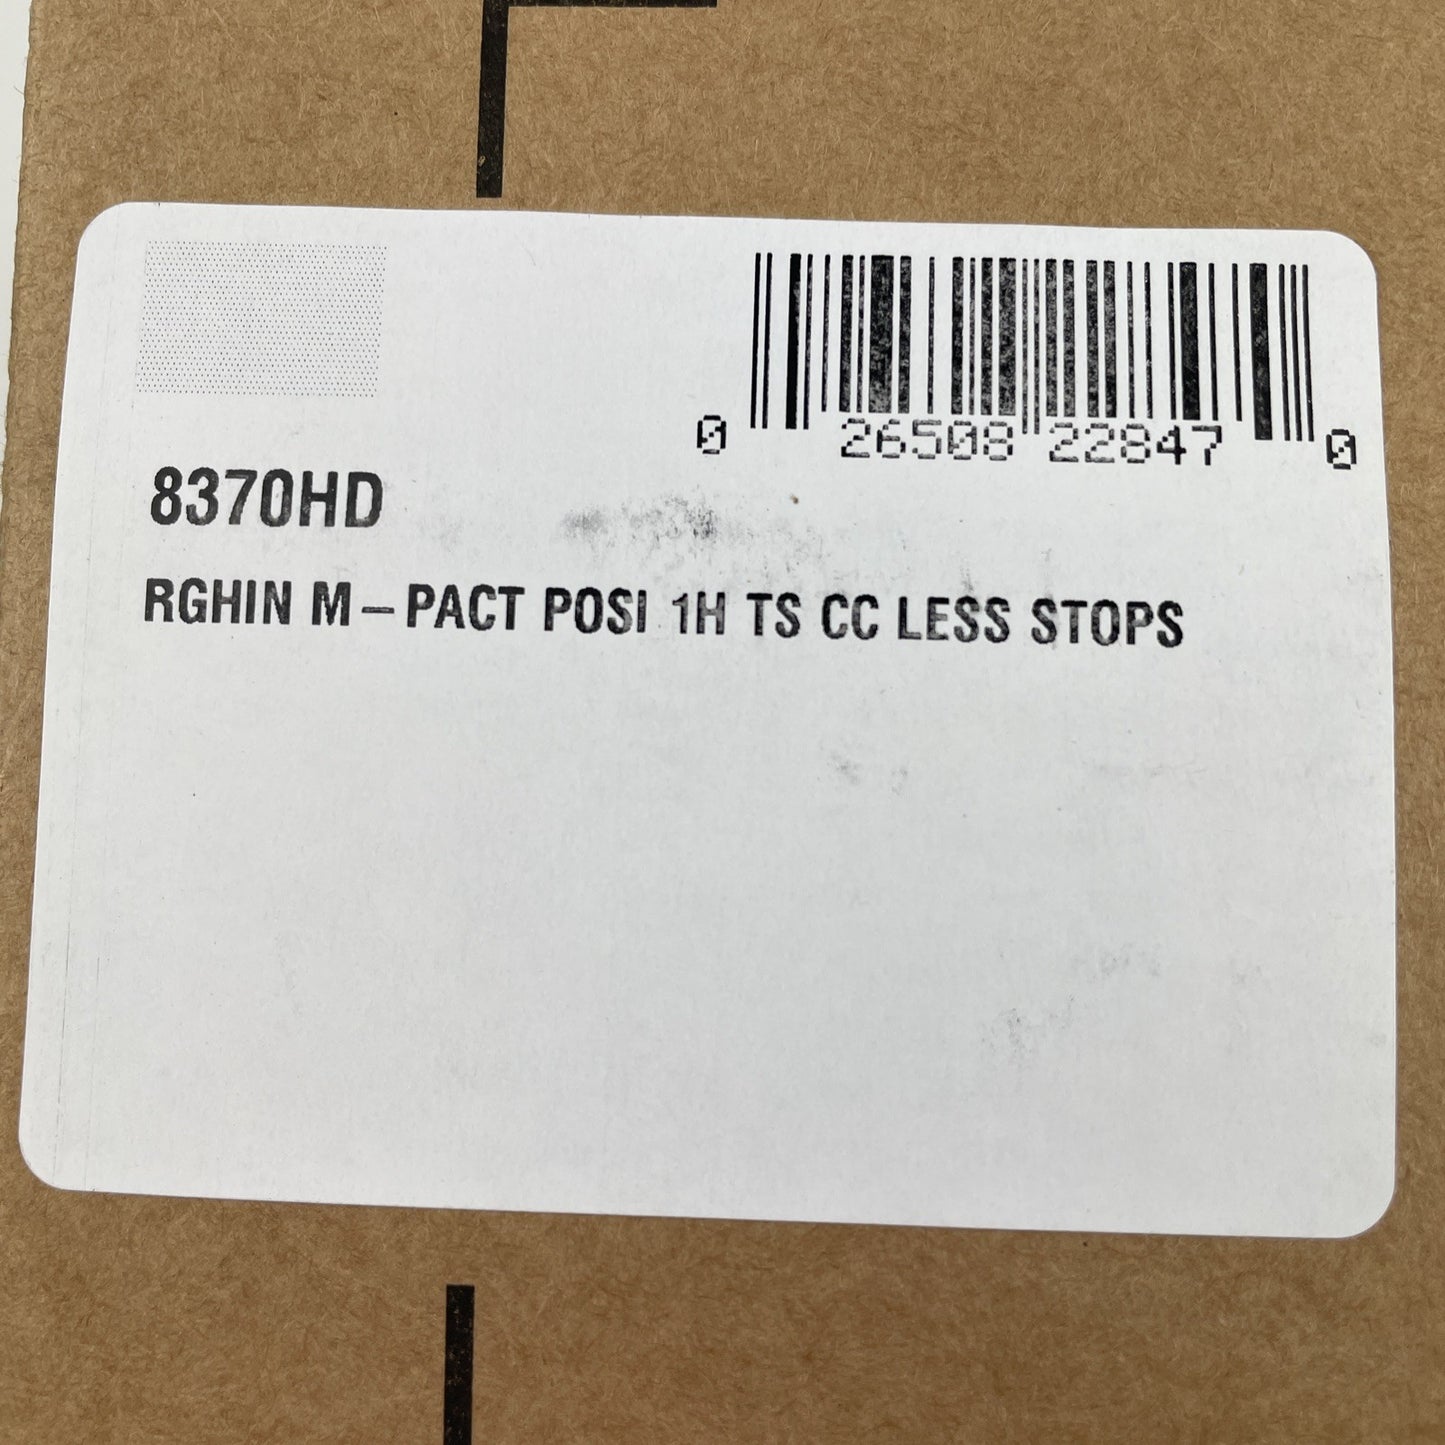 0 26508 22847 0
8370HD
RGHIN M-PACT POSI 1H TS CC LESS STOPS